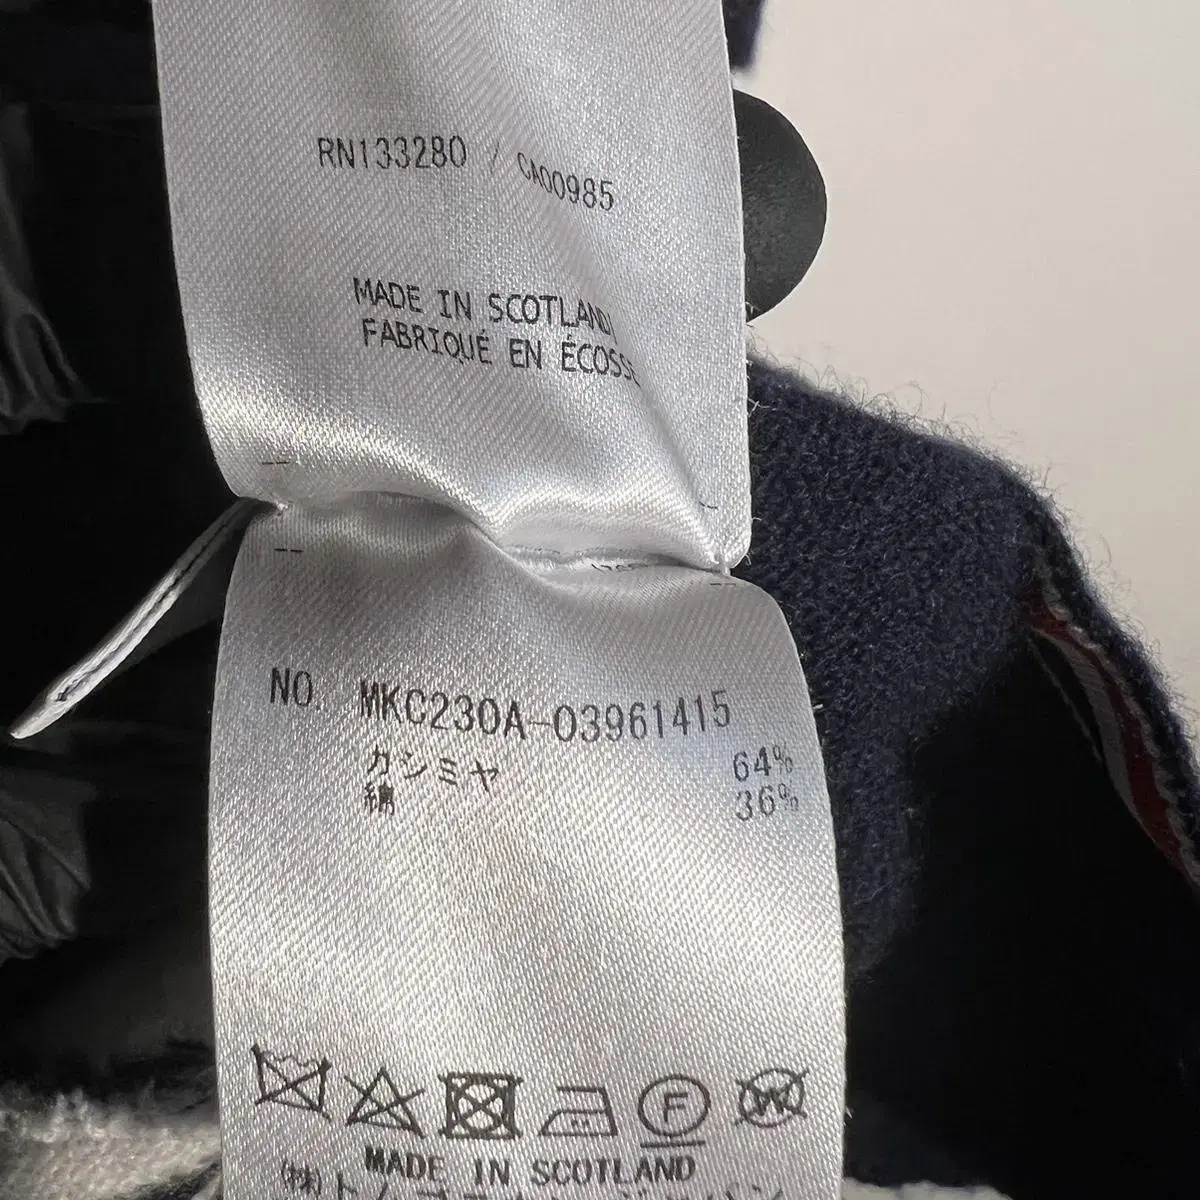 RN133280 / CA00985
MADE IN SCOTLAND
FABRIQUÉ EN ÉCOSSE
NO. MKC230A-03961415
カシミヤ 64%
綿 36%
F
W
MADE IN SCOTLAND